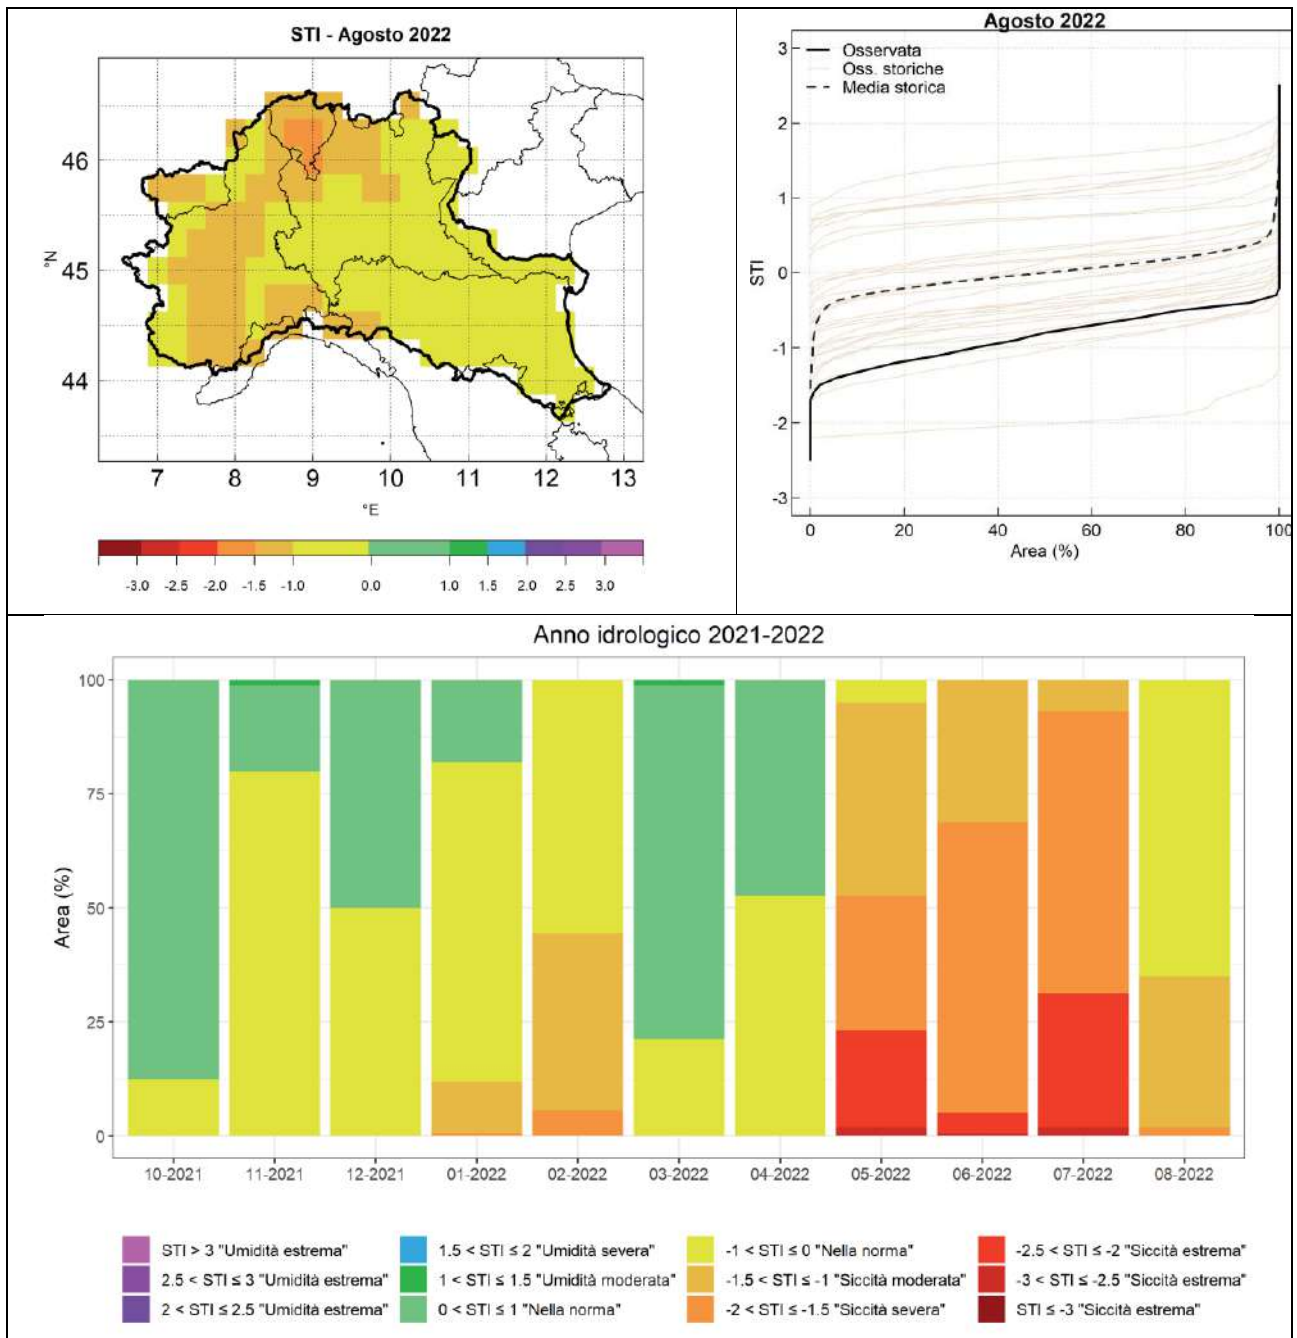 STI - Agosto 2022
46
45
44
°N
7 8 9 10 11 12 13
°E
-3.0 -2.5 -2.0 -1.5 -1.0 0.0 1.0 1.5 2.0 2.5 3.0
Agosto 2022
Osservata
Oss. storiche
Media storica
3
2
1
0
-1
-2
-3
STI
0 20 40 60 80 100
Area (%)
Anno idrologico 2021-2022
100
75
50
25
0
Area (%)
10-2021 11-2021 12-2021 01-2022 02-2022 03-2022 04-2022 05-2022 06-2022 07-2022 08-2022
STI > 3 "Umidità estrema" 1.5 < STI ≤ 2 "Umidità severa" -1 < STI ≤ 0 "Nella norma" -2.5 < STI ≤ -2 "Siccità estrema"
2.5 < STI ≤ 3 "Umidità estrema" 1 < STI ≤ 1.5 "Umidità moderata" -1.5 < STI ≤ -1 "Siccità moderata" -3 < STI ≤ -2.5 "Siccità estrema"
2 < STI ≤ 2.5 "Umidità estrema" 0 < STI ≤ 1 "Nella norma" -2 < STI ≤ -1.5 "Siccità severa" STI ≤ -3 "Siccità estrema"